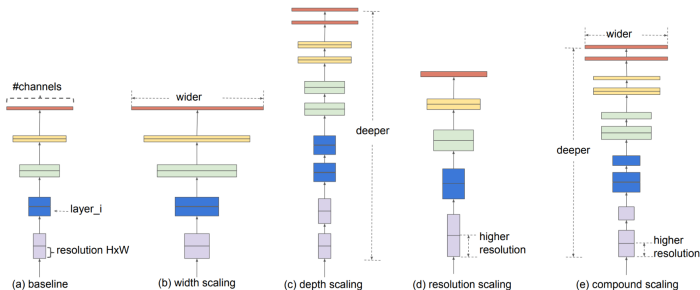 #channels
layer_i
resolution HxW
(a) baseline
wider
(b) width scaling
deeper
(c) depth scaling
higher
resolution
(d) resolution scaling
wider
deeper
higher
resolution
(e) compound scaling